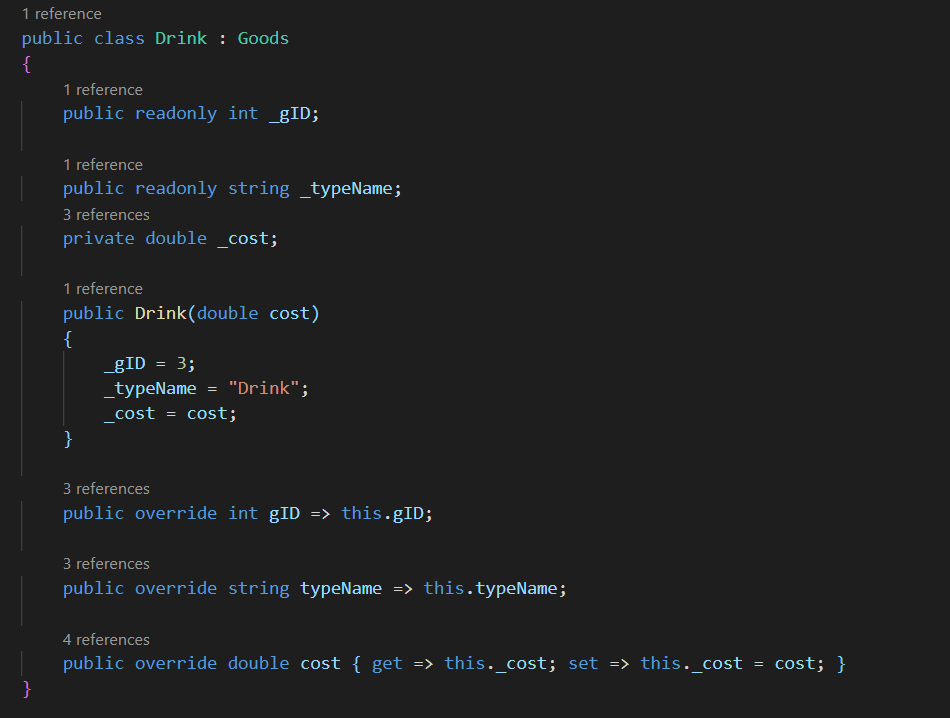 1 reference
public class Drink : Goods
{
1 reference
public readonly int _gID;
1 reference
public readonly string _typeName;
3 references
private double _cost;
1 reference
public Drink(double cost)
{
_gID = 3;
_typeName = "Drink";
_cost = cost;
}
3 references
public override int gID => this.gID;
3 references
public override string typeName => this.typeName;
4 references
public override double cost { get => this._cost; set => this._cost = cost; }
}